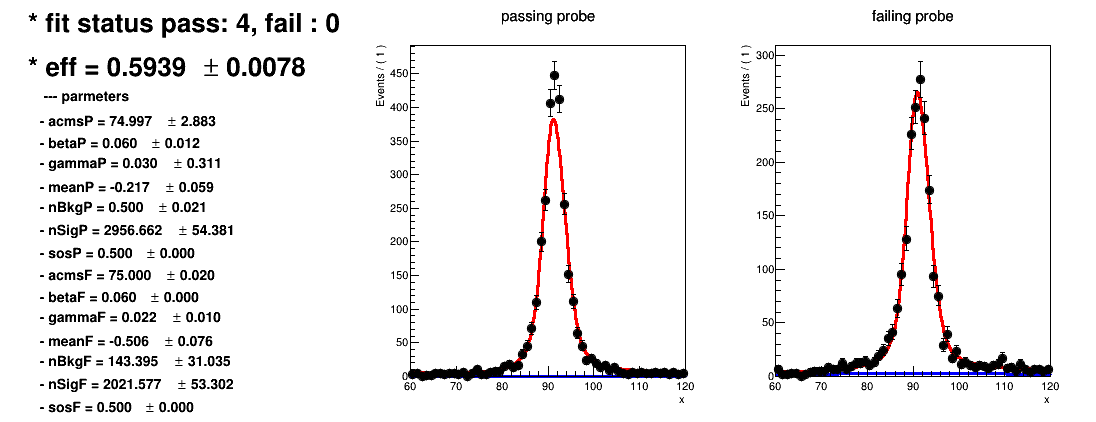 * fit status pass: 4, fail : 0
* eff = 0.5939 ± 0.0078
--- parmeters
- acmsP = 74.997 ± 2.883
- betaP = 0.060 ± 0.012
- gammaP = 0.030 ± 0.311
- meanP = -0.217 ± 0.059
- nBkgP = 0.500 ± 0.021
- nSigP = 2956.662 ± 54.381
- sosP = 0.500 ± 0.000
- acmsF = 75.000 ± 0.020
- betaF = 0.060 ± 0.000
- gammaF = 0.022 ± 0.010
- meanF = -0.506 ± 0.076
- nBkgF = 143.395 ± 31.035
- nSigF = 2021.577 ± 53.302
- sosF = 0.500 ± 0.000
passing probe
Events / ( 1 )
450
400
350
300
250
200
150
100
50
0
60 70 80 90 100 110 120
x
failing probe
Events / ( 1 )
300
250
200
150
100
50
0
60 70 80 90 100 110 120
x